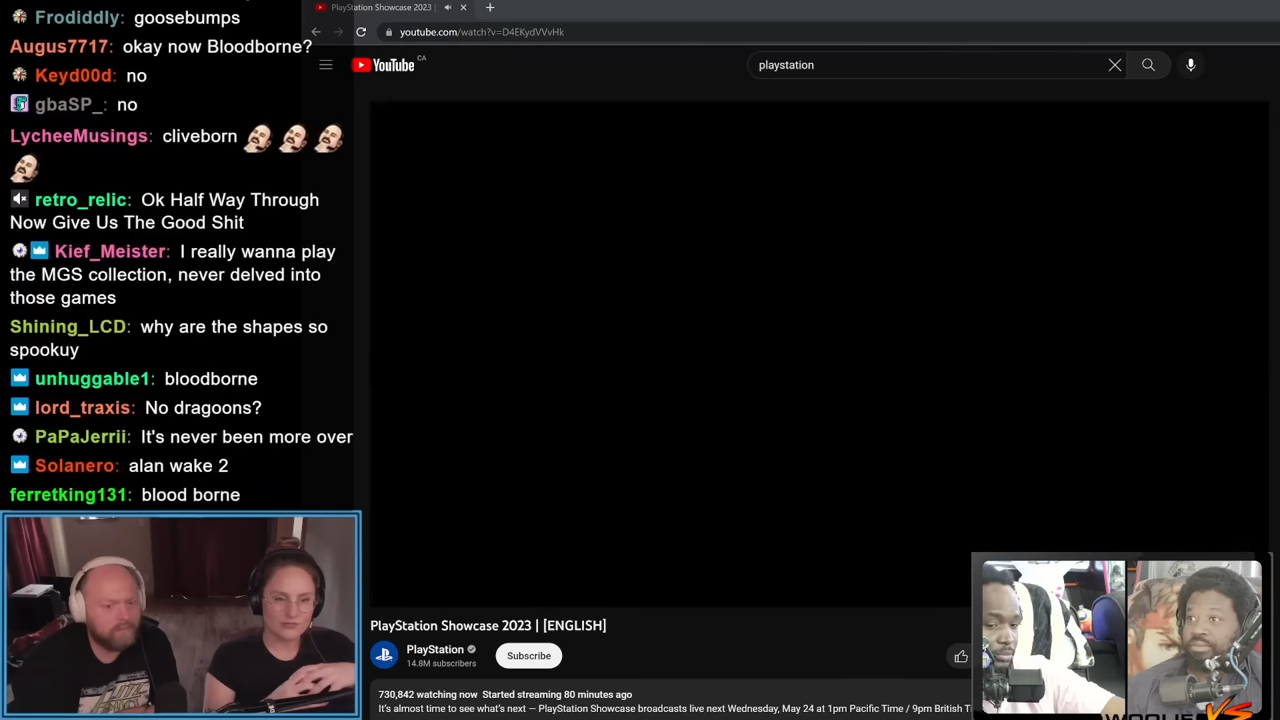 Frodiddly: goosebumps
Augus7717: okay now Bloodborne?
Keyd00d: no
gbaSP_: no
LycheeMusings: cliveborn
retro_relic: Ok Half Way Through
Now Give Us The Good Shit
Kief_Meister: I really wanna play
the MGS collection, never delved into
those games
Shining_LCD: why are the shapes so
spookuy
unhuggable1: bloodborne
lord_traxis: No dragoons?
PaPaJerrii: It's never been more over
Solanero: alan wake 2
ferretking131: blood borne
PlayStation Showcase 2023 |
youtube.com/watch?v=D4EKydVVvHk
YouTube CA
playstation
PlayStation Showcase 2023 | [ENGLISH]
PlayStation
14.8M subscribers
Subscribe
730,842 watching now Started streaming 80 minutes ago
It's almost time to see what's next — PlayStation Showcase broadcasts live next Wednesday, May 24 at 1pm Pacific Time / 9pm British T
VS